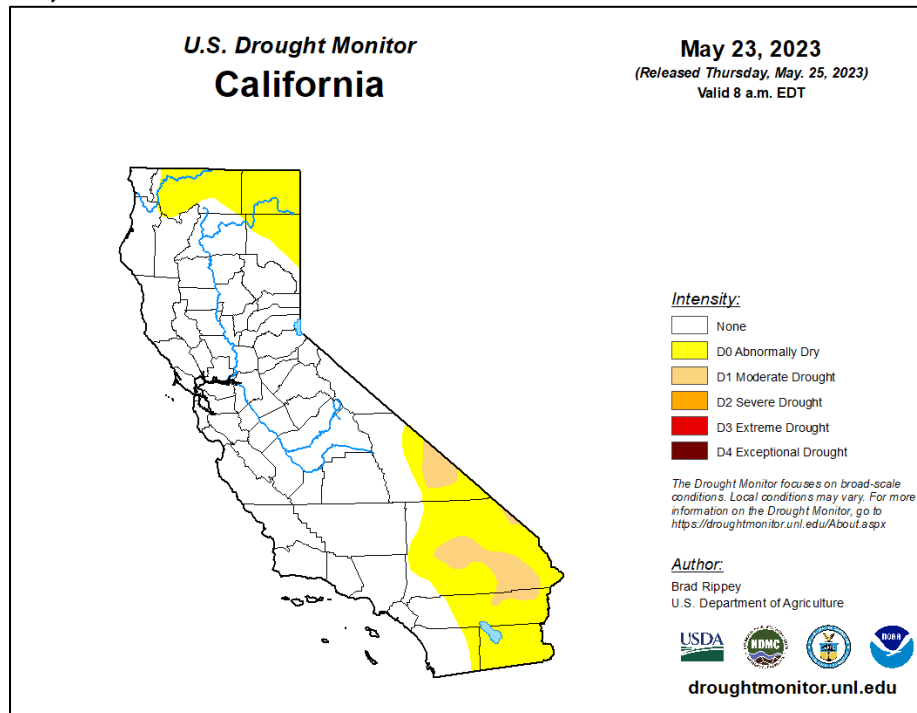 U.S. Drought Monitor
California
May 23, 2023
(Released Thursday, May. 25, 2023)
Valid 8 a.m. EDT
Intensity:
None
D0 Abnormally Dry
D1 Moderate Drought
D2 Severe Drought
D3 Extreme Drought
D4 Exceptional Drought
The Drought Monitor focuses on broad-scale
conditions. Local conditions may vary. For more
information on the Drought Monitor, go to
https://droughtmonitor.unl.edu/About.aspx
Author:
Brad Rippey
U.S. Department of Agriculture
USDA
NDMC
NOAA
droughtmonitor.unl.edu